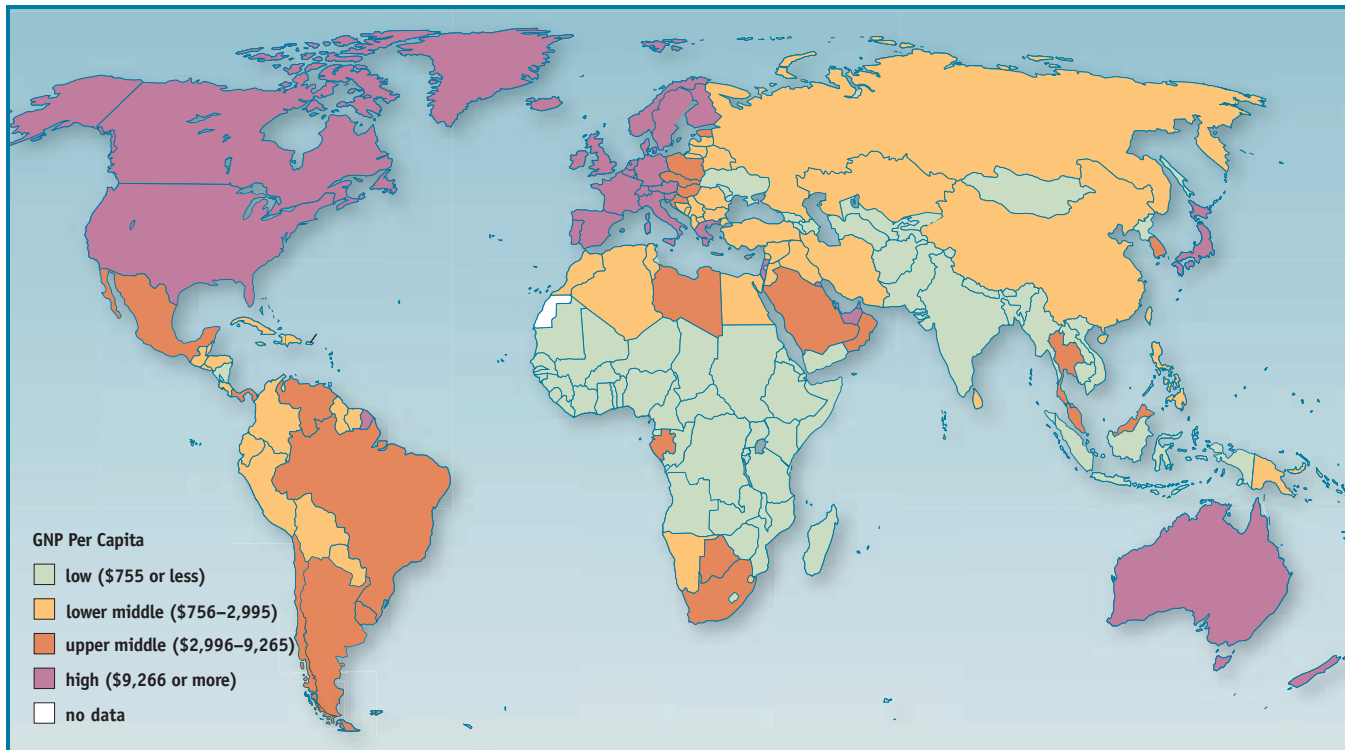 GNP Per Capita
low ($755 or less)
lower middle ($756–2,995)
upper middle ($2,996–9,265)
high ($9,266 or more)
no data